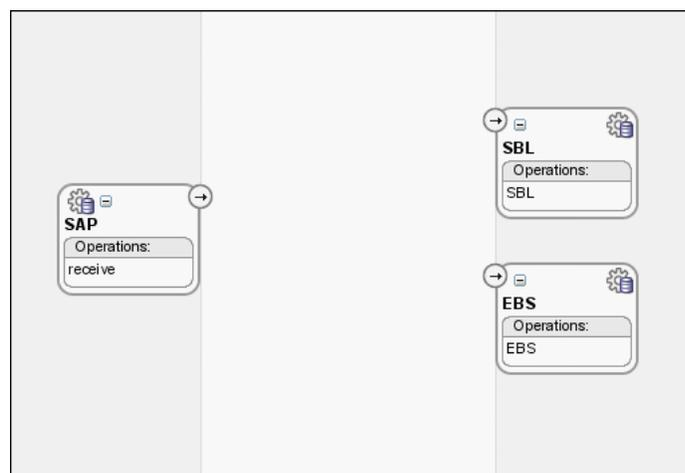 SAP
Operations:
receive
SBL
Operations:
SBL
EBS
Operations:
EBS